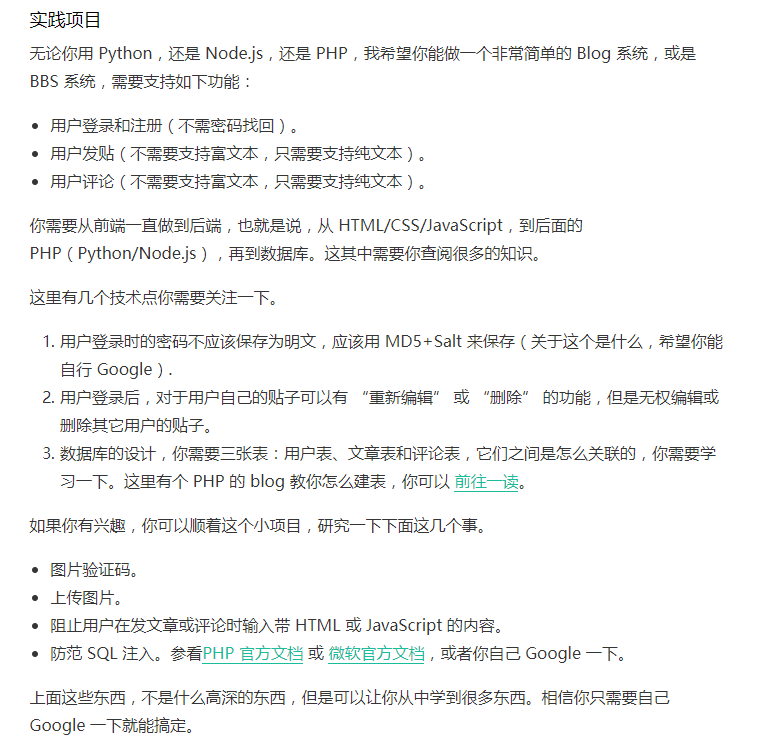 实践项目
无论你用 Python，还是 Node.js，还是 PHP，我希望你能做一个非常简单的 Blog 系统，或是
BBS 系统，需要支持如下功能：
• 用户登录和注册（不需密码找回）。
• 用户发贴（不需要支持富文本，只需要支持纯文本）。
• 用户评论（不需要支持富文本，只需要支持纯文本）。
你需要从前端一直做到后端，也就是说，从 HTML/CSS/JavaScript，到后面的
PHP（Python/Node.js），再到数据库。这其中需要你查阅很多的知识。
这里有几个技术点你需要关注一下。
1. 用户登录时的密码不应该保存为明文，应该用 MD5+Salt 来保存（关于这个是什么，希望你能
自行 Google）.
2. 用户登录后，对于用户自己的贴子可以有 “重新编辑” 或 “删除” 的功能，但是无权编辑或
删除其它用户的贴子。
3. 数据库的设计，你需要三张表：用户表、文章表和评论表，它们之间是怎么关联的，你需要学
习一下。这里有个 PHP 的 blog 教你怎么建表，你可以 前往一读。
如果你有兴趣，你可以顺着这个小项目，研究一下下面这几个事。
• 图片验证码。
• 上传图片。
• 阻止用户在发文章或评论时输入带 HTML 或 JavaScript 的内容。
• 防范 SQL 注入。参看PHP 官方文档 或 微软官方文档，或者你自己 Google 一下。
上面这些东西，不是什么高深的东西，但是可以让你从中学到很多东西。相信你只需要自己
Google 一下就能搞定。